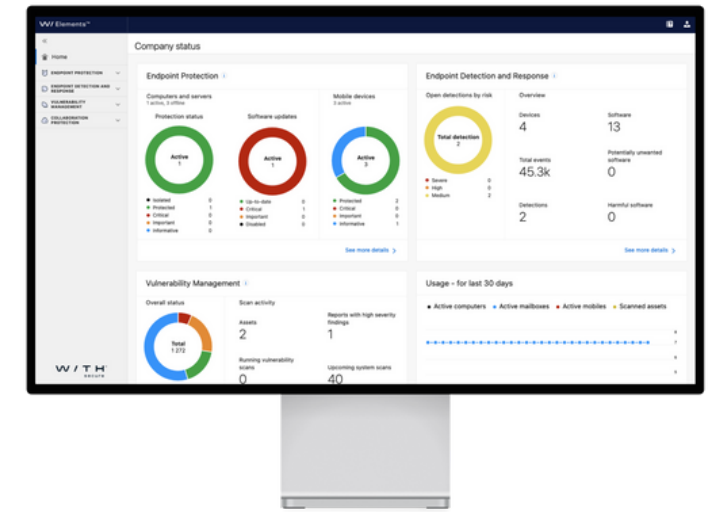 W/ Elements™
Company status
Home
ENDPOINT PROTECTION
ENDPOINT DETECTION AND
RESPONSE
VULNERABILITY
MANAGEMENT
COLLABORATION
PROTECTION
W / T H
secure
Endpoint Protection
Computers and servers
1 active, 3 offline
Protection status
Active
1
Isolated 0
Protected 1
Critical 0
Important 0
Informative 0
Software updates
Active
1
Up-to-date 0
Critical 1
Important 0
Disabled 0
Mobile devices
3 active
Active
3
Protected 2
Critical 0
Important 0
Informative 1
See more details
Endpoint Detection and Response
Open detections by risk
Total detection
2
Severe 0
High 0
Medium 2
Overview
Devices
4
Software
13
Total events
45.3k
Potentially unwanted
software
0
Detections
2
Harmful software
0
See more details
Vulnerability Management
Overall status
Total
1 272
Scan activity
Assets
2
Reports with high severity
findings
1
Running vulnerability
scans
0
Upcoming system scans
40
Usage - for last 30 days
Active computers Active mailboxes Active mobiles Scanned assets
7